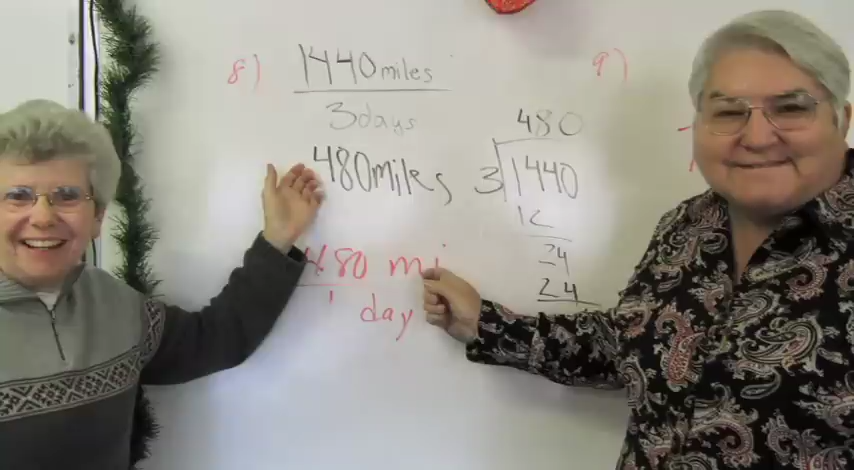 8) 1440 miles
3 days
480 miles
480 mi
1 day
480
3 1440
12
24
24
9)